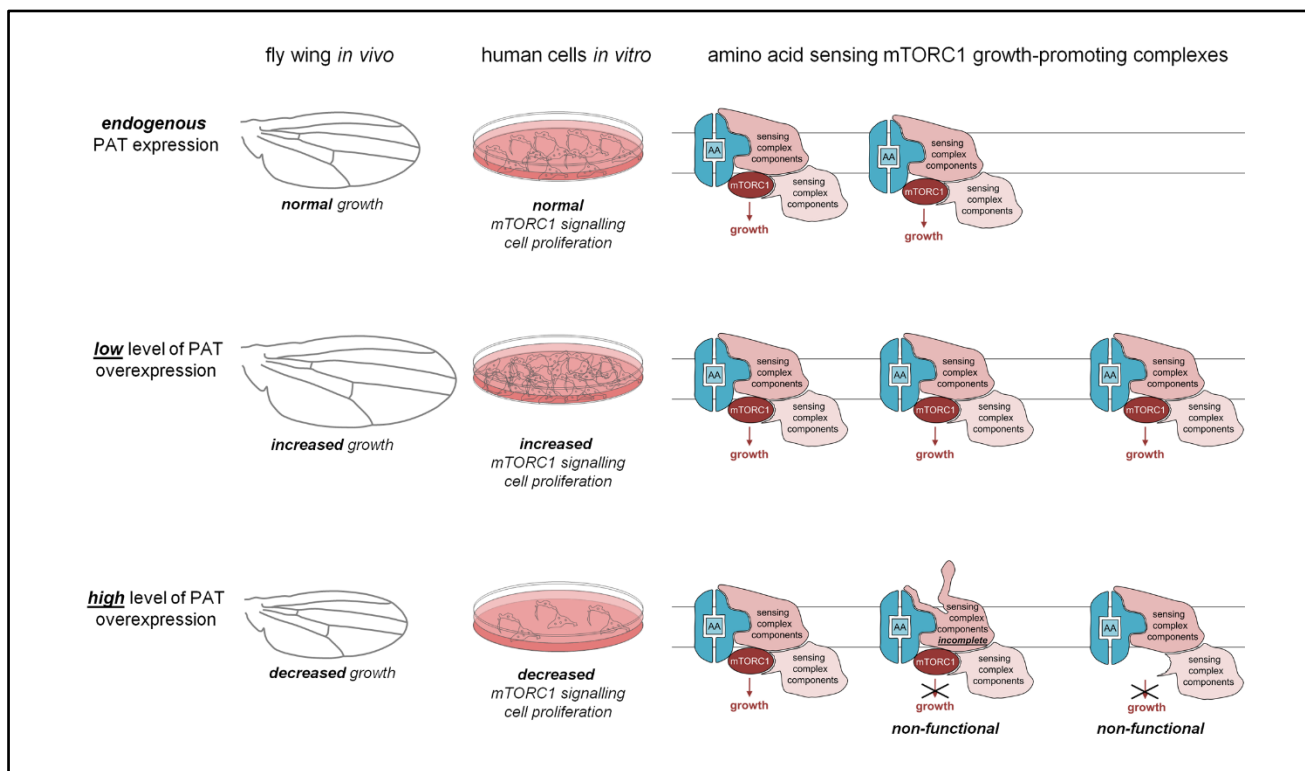 fly wing in vivo
human cells in vitro
amino acid sensing mTORC1 growth-promoting complexes
endogenous
PAT expression
normal growth
normal
mTORC1 signalling
cell proliferation
AA
sensing
complex
components
mTORC1
sensing
complex
components
growth
AA
sensing
complex
components
mTORC1
sensing
complex
components
growth
low level of PAT
overexpression
increased growth
increased
mTORC1 signalling
cell proliferation
AA
sensing
complex
components
mTORC1
sensing
complex
components
growth
AA
sensing
complex
components
mTORC1
sensing
complex
components
growth
AA
sensing
complex
components
mTORC1
sensing
complex
components
growth
high level of PAT
overexpression
decreased growth
decreased
mTORC1 signalling
cell proliferation
AA
sensing
complex
components
mTORC1
sensing
complex
components
growth
AA
sensing
complex
components
incomplete
mTORC1
sensing
complex
components
growth
non-functional
AA
sensing
complex
components
sensing
complex
components
growth
non-functional